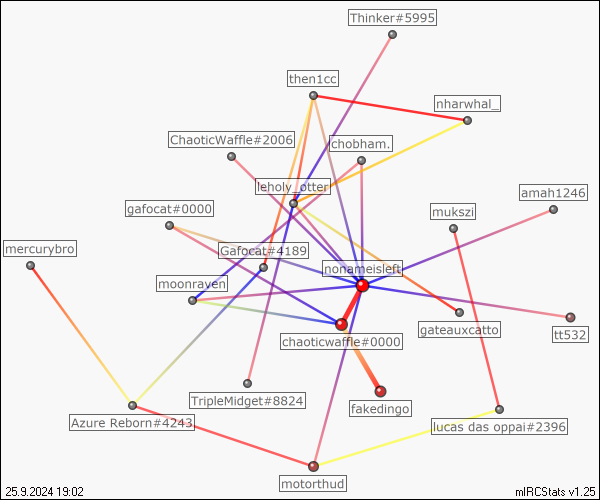 Thinker#5995
then1cc
nharwhal_
ChaoticWaffle#2006
chobham.
leholy_otter
amah1246
gafocat#0000
mukszi
mercurybro
Gafocat#4189
nonameisleft
moonraven
gateauxcatto
tt532
chaoticwaffle#0000
TripleMidget#8824
fakedingo
Azure Reborn#4243
lucas das oppai#2396
motorthud
25.9.2024 19:02
mIRCStats v1.25